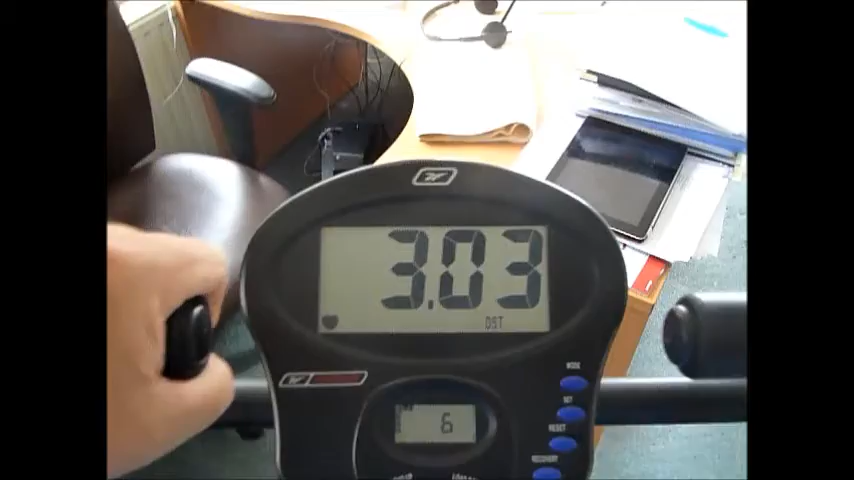 3.03
DST
MODE
SET
RESET
RECOVERY
6